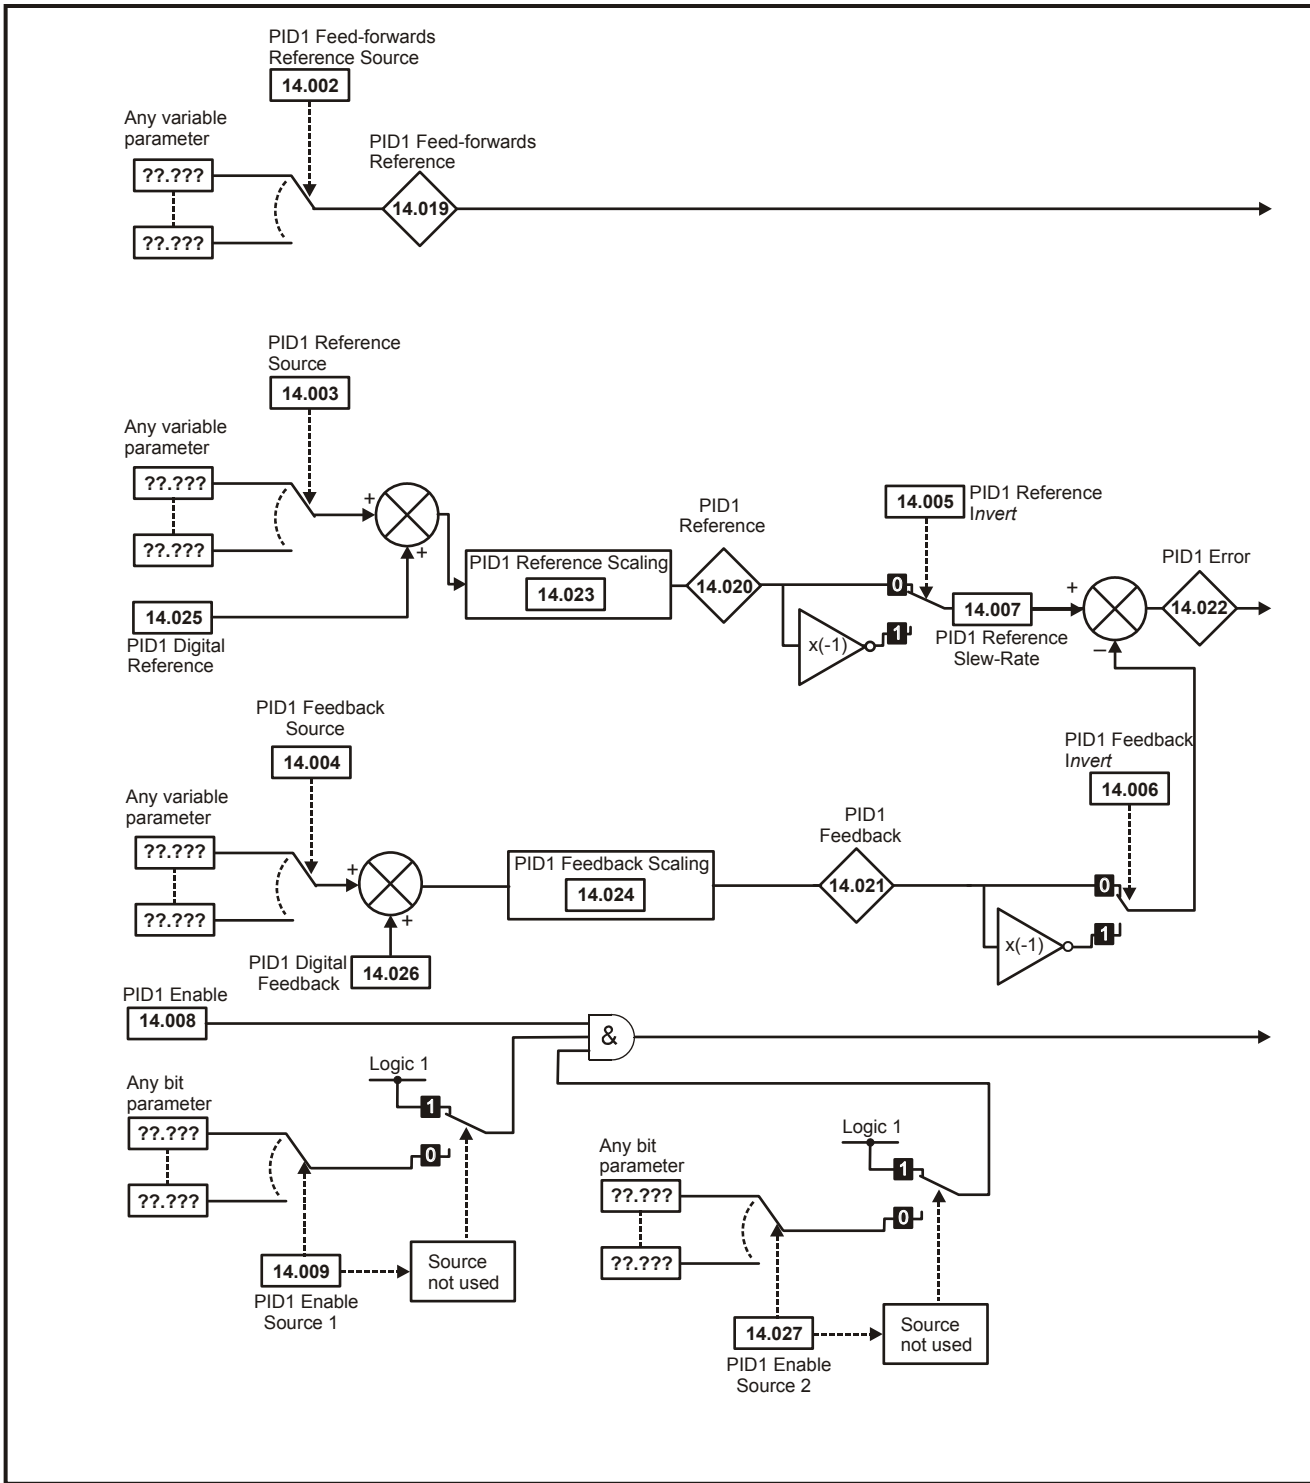 PID1 Feed-forwards
Reference Source
14.002
Any variable
parameter
??.???
??.???
PID1 Feed-forwards
Reference
14.019
PID1 Reference
Source
14.003
Any variable
parameter
??.???
??.???
+
+
14.025
PID1 Digital
Reference
PID1 Reference Scaling
14.023
PID1
Reference
14.020
14.005
PID1 Reference
Invert
0
1
x(-1)
14.007
PID1 Reference
Slew-Rate
+
–
PID1 Error
14.022
PID1 Feedback
Source
14.004
Any variable
parameter
??.???
??.???
+
+
PID1 Digital
Feedback
14.026
PID1 Feedback Scaling
14.024
PID1
Feedback
14.021
PID1 Feedback
Invert
14.006
0
1
x(-1)
PID1 Enable
14.008
&
Any bit
parameter
??.???
??.???
Logic 1
1
0
14.009
PID1 Enable
Source 1
Source
not used
Any bit
parameter
??.???
??.???
Logic 1
1
0
14.027
PID1 Enable
Source 2
Source
not used